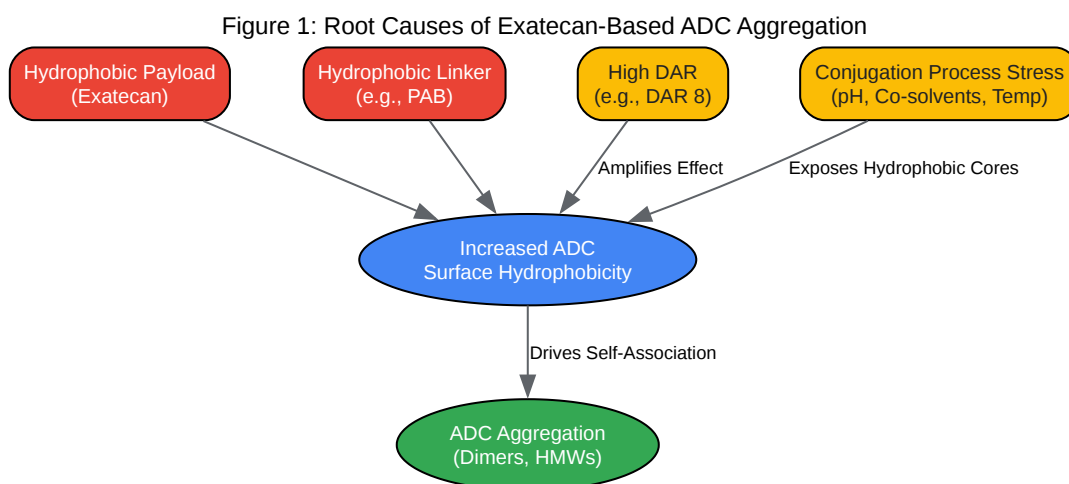 Figure 1: Root Causes of Exatecan-Based ADC Aggregation
Hydrophobic Payload
(Exatecan)
Hydrophobic Linker
(e.g., PAB)
High DAR
(e.g., DAR 8)
Conjugation Process Stress
(pH, Co-solvents, Temp)
Amplifies Effect
Exposes Hydrophobic Cores
Increased ADC
Surface Hydrophobicity
Drives Self-Association
ADC Aggregation
(Dimers, HMWs)